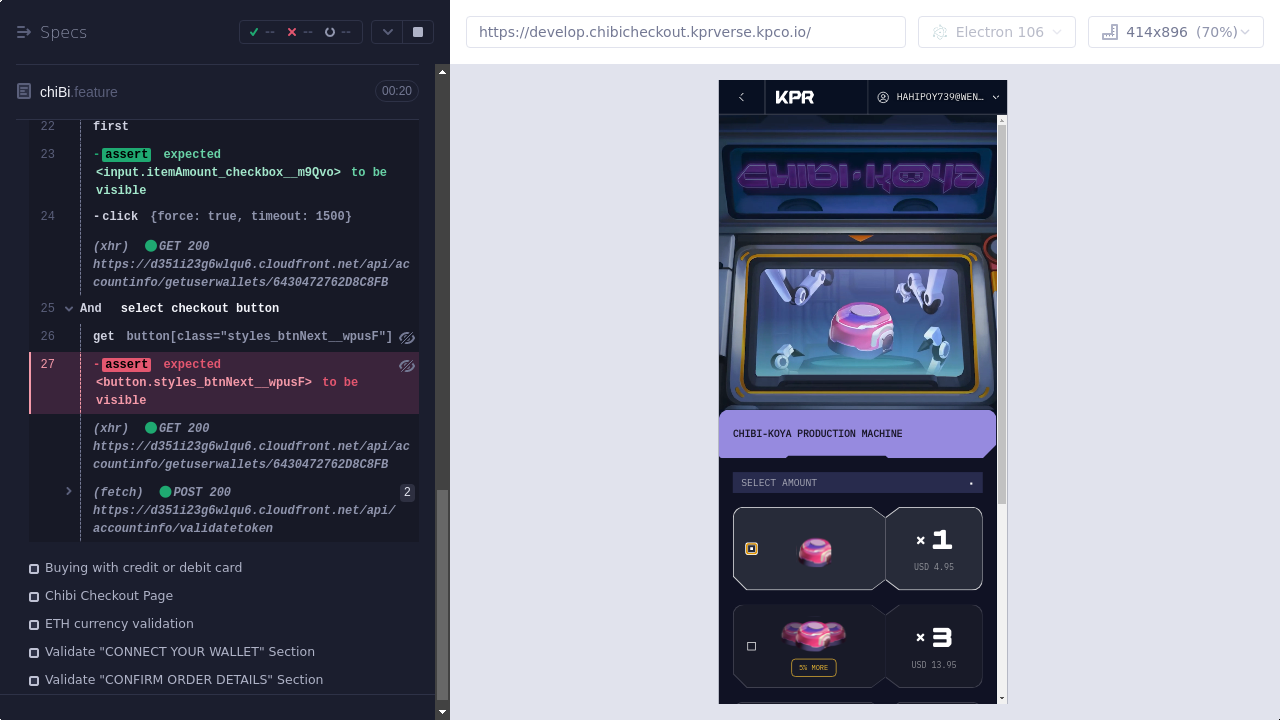 Specs
--
--
--
https://develop.chibicheckout.kprverse.kpco.io/
Electron 106
414x896 (70%)
chiBi.feature
00:20
22 first
23 -assert expected
<input.itemAmount_checkbox__m9Qvo> to be
visible
24 -click {force: true, timeout: 1500}
(xhr) GET 200
https://d351i23g6wlqu6.cloudfront.net/api/ac
countinfo/getuserwallets/6430472762D8C8FB
25 And select checkout button
26 get button[class="styles_btnNext__wpusF"]
27 -assert expected
<button.styles_btnNext__wpusF> to be
visible
(xhr) GET 200
https://d351i23g6wlqu6.cloudfront.net/api/ac
countinfo/getuserwallets/6430472762D8C8FB
(fetch) POST 200 2
https://d351i23g6wlqu6.cloudfront.net/api/
accountinfo/validatetoken
Buying with credit or debit card
Chibi Checkout Page
ETH currency validation
Validate "CONNECT YOUR WALLET" Section
Validate "CONFIRM ORDER DETAILS" Section
KPR
HAHIPOY739@WEN…
CHIBI·KOYA
CHIBI-KOYA PRODUCTION MACHINE
SELECT AMOUNT
×1
USD 4.95
×3
5% MORE
USD 13.95